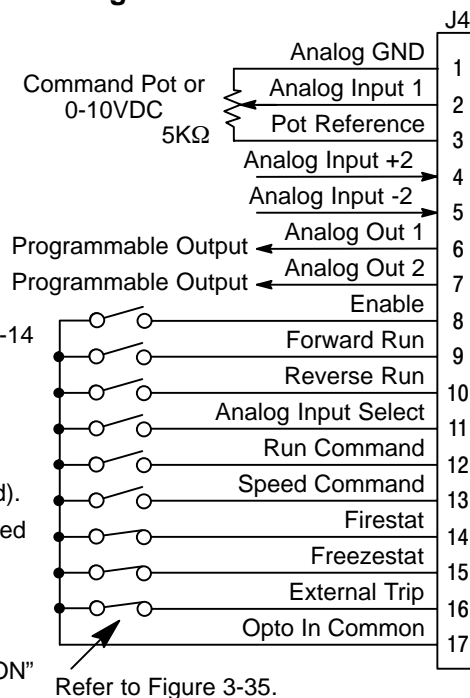 J4
Analog GND 1
Command Pot or
0-10VDC
5KΩ
Analog Input 1 2
Pot Reference 3
Analog Input +2 4
Analog Input -2 5
Programmable Output Analog Out 1 6
Programmable Output Analog Out 2 7
Enable 8
-14
Forward Run 9
Reverse Run 10
Analog Input Select 11
Run Command 12
d).
Speed Command 13
ed
Firestat 14
Freezestat 15
External Trip 16
Opto In Common 17
ON”
Refer to Figure 3-35.